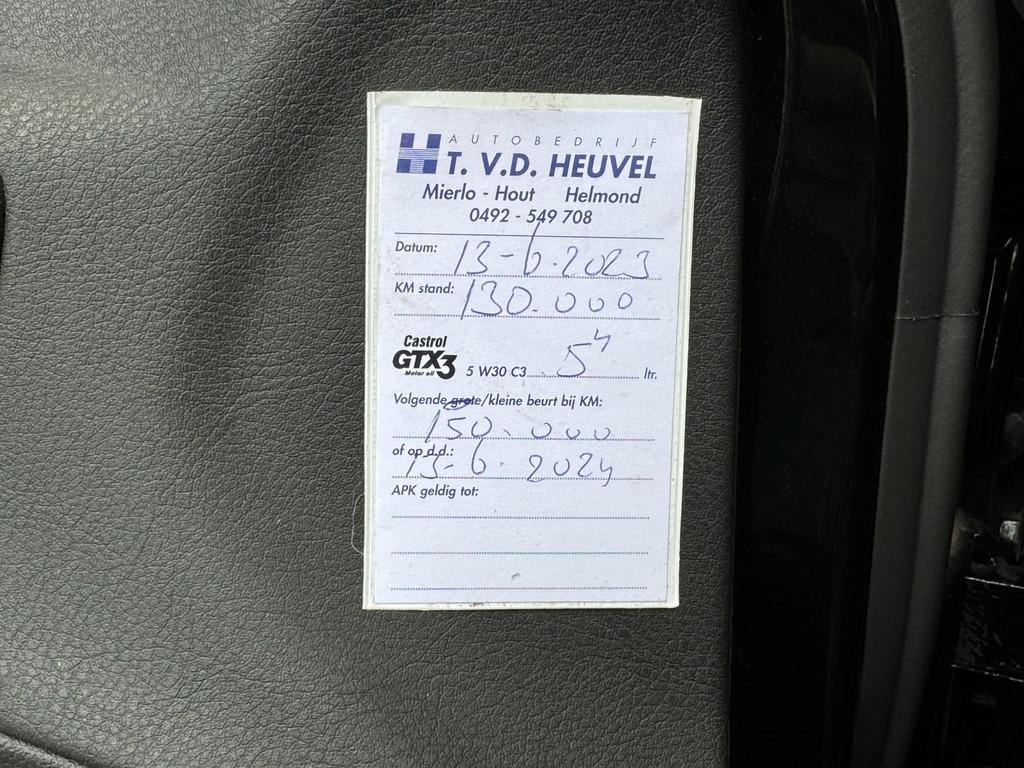 AUTOBEDRIJF
H T. V.D. HEUVEL
Mierlo - Hout Helmond
0492 - 549 708
Datum: 13-6.2023
KM stand: 130.000
Castrol
GTX3
Motor oil
5 W30 C3 5 ltr.
Volgende grote/kleine beurt bij KM:
150.000
of op d.d.:
13-6.2024
APK geldig tot: